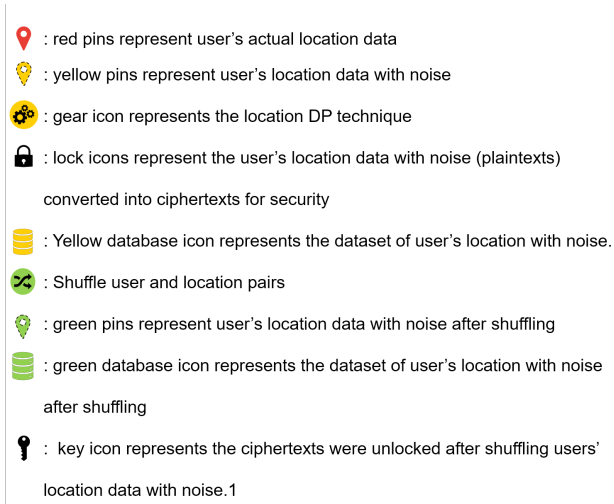 : red pins represent user’s actual location data
: yellow pins represent user’s location data with noise
: gear icon represents the location DP technique
: lock icons represent the user’s location data with noise (plaintexts)
converted into ciphertexts for security
: Yellow database icon represents the dataset of user’s location with noise.
: Shuffle user and location pairs
: green pins represent user’s location data with noise after shuffling
: green database icon represents the dataset of user’s location with noise
after shuffling
: key icon represents the ciphertexts were unlocked after shuffling users’
location data with noise.1